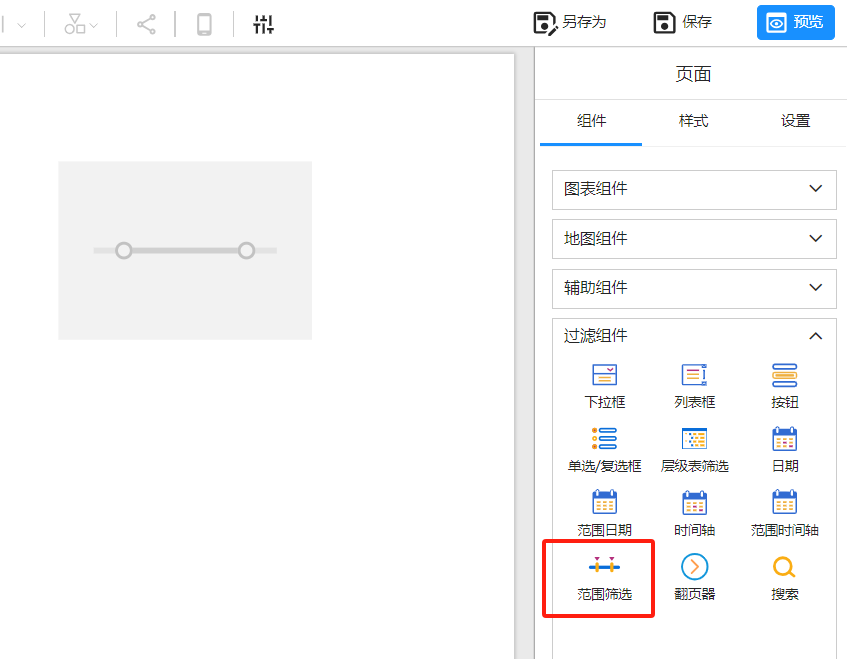 另存为
保存
预览
页面
组件
样式
设置
图表组件
地图组件
辅助组件
过滤组件
下拉框
列表框
按钮
单选/复选框
层级表筛选
日期
范围日期
时间轴
范围时间轴
范围筛选
翻页器
搜索